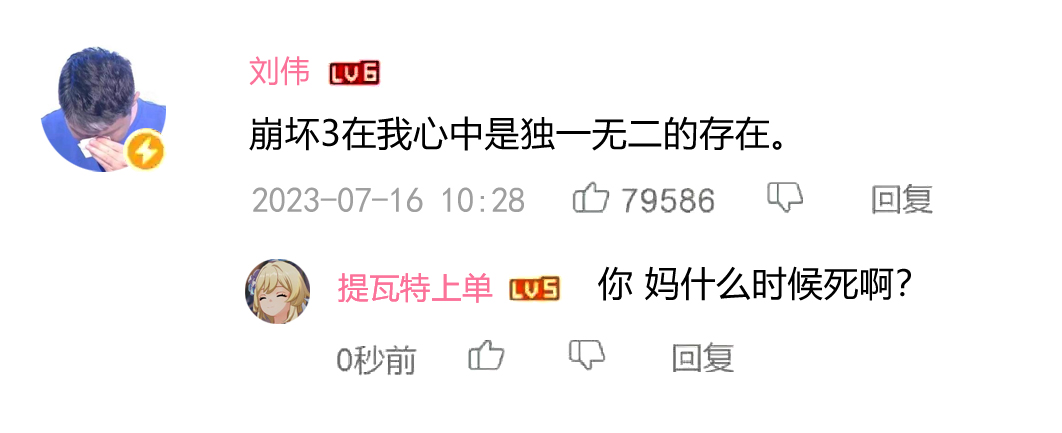 刘伟 LV6
崩坏3在我心中是独一无二的存在。
2023-07-16 10:28 79586 回复
提瓦特上单 LV5 你 妈什么时候死啊？
0秒前 回复